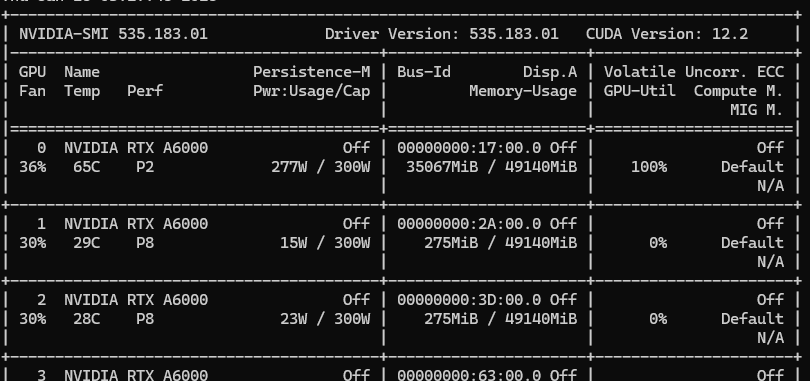 NVIDIA-SMI 535.183.01 Driver Version: 535.183.01 CUDA Version: 12.2
GPU Name Persistence-M | Bus-Id Disp.A | Volatile Uncorr. ECC
Fan Temp Perf Pwr:Usage/Cap | Memory-Usage | GPU-Util Compute M.
| | MIG M.
0 NVIDIA RTX A6000 Off | 00000000:17:00.0 Off | Off
36% 65C P2 277W / 300W | 35067MiB / 49140MiB | 100% Default
| | N/A
1 NVIDIA RTX A6000 Off | 00000000:2A:00.0 Off | Off
30% 29C P8 15W / 300W | 275MiB / 49140MiB | 0% Default
| | N/A
2 NVIDIA RTX A6000 Off | 00000000:3D:00.0 Off | Off
30% 28C P8 23W / 300W | 275MiB / 49140MiB | 0% Default
| | N/A
3 NVIDIA RTX A6000 Off | 00000000:63:00.0 Off | Off